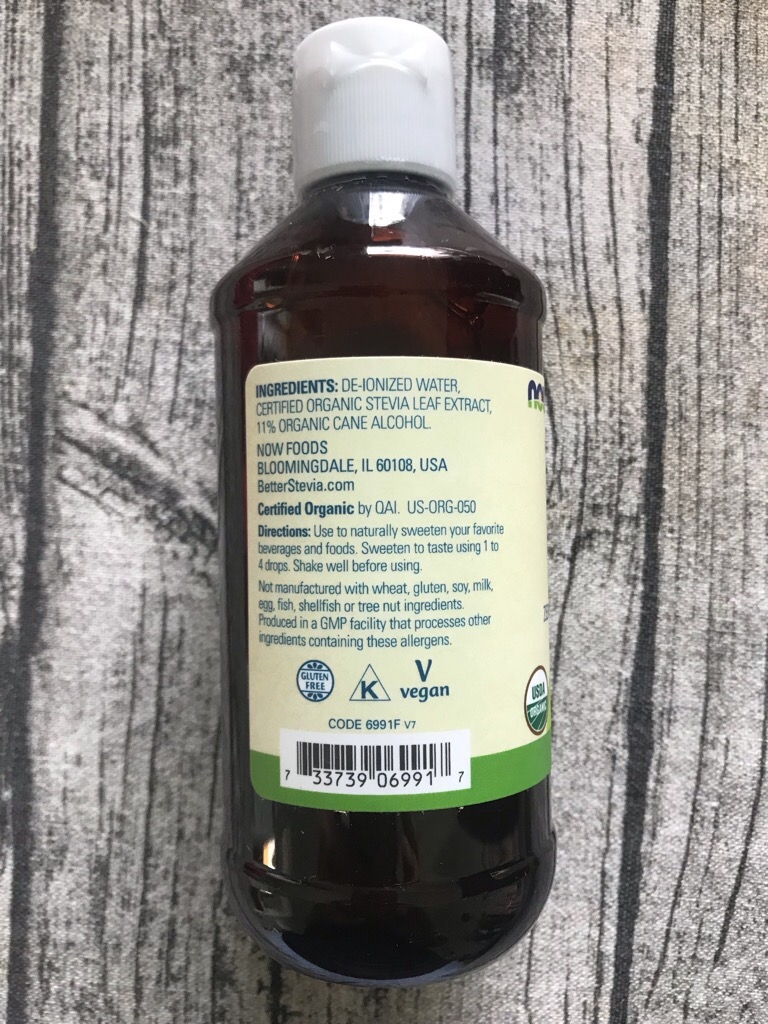 INGREDIENTS: DE-IONIZED WATER,
CERTIFIED ORGANIC STEVIA LEAF EXTRACT,
11% ORGANIC CANE ALCOHOL.
NOW FOODS
BLOOMINGDALE, IL 60108, USA
BetterStevia.com
Certified Organic by QAI. US-ORG-050
Directions: Use to naturally sweeten your favorite
beverages and foods. Sweeten to taste using 1 to
4 drops. Shake well before using.
Not manufactured with wheat, gluten, soy, milk,
egg, fish, shellfish or tree nut ingredients.
Produced in a GMP facility that processes other
ingredients containing these allergens.
GLUTEN
FREE
K
V
vegan
USDA
ORGANIC
CODE 6991F V7
7 33739 06991 7